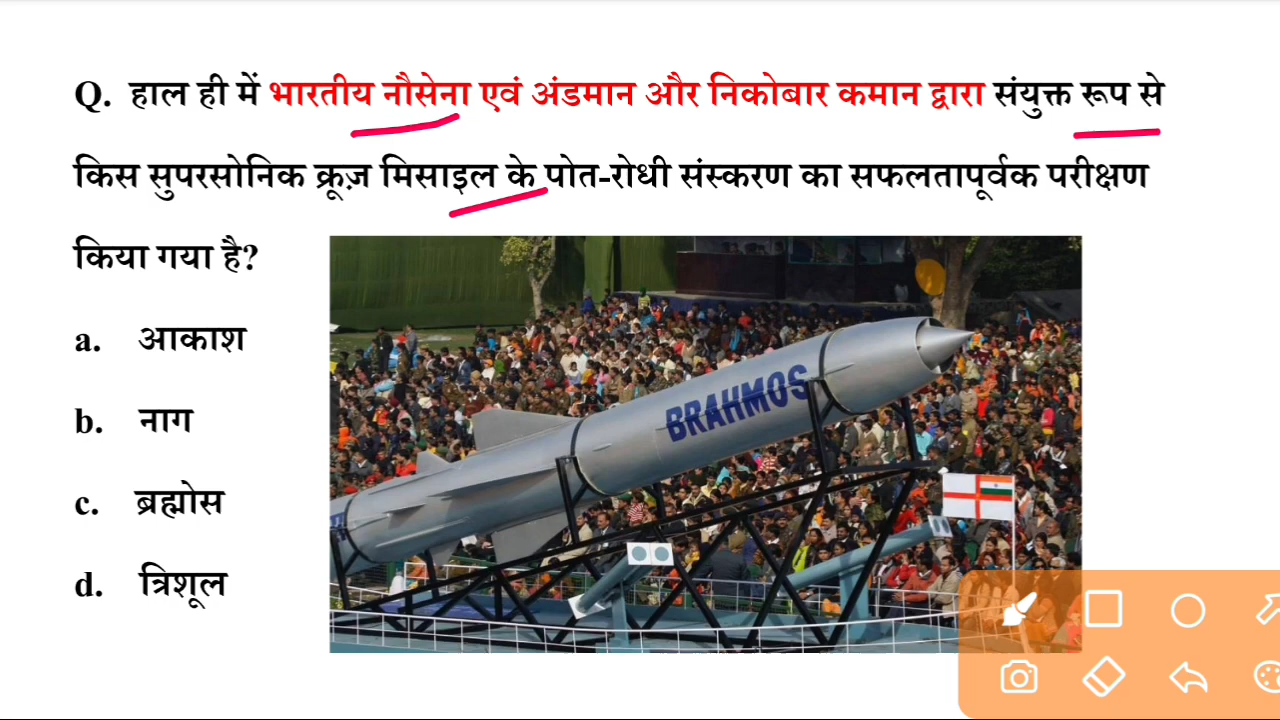 Q. हाल ही में भारतीय नौसेना एवं अंडमान और निकोबार कमान द्वारा संयुक्त रूप से
किस सुपरसोनिक क्रूज़ मिसाइल के पोत-रोधी संस्करण का सफलतापूर्वक परीक्षण
किया गया है?
a. आकाश
b. नाग
c. ब्रह्मोस
d. त्रिशूल
BRAHMOS